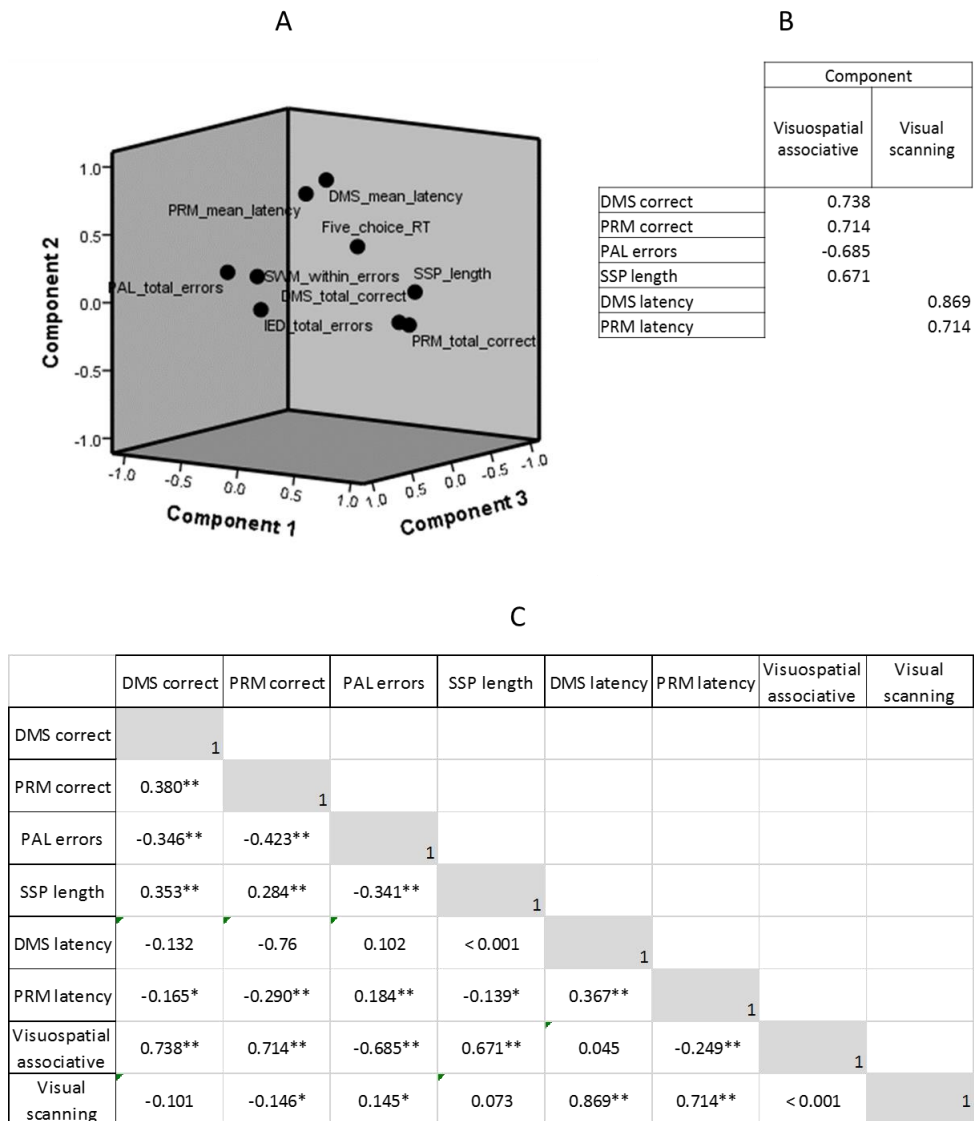 A
1.0
0.5
0.0
-0.5
-1.0
Component 2
DMS_mean_latency
PRM_mean_latency
Five_choice_RT
PAL_total_errors
SWM_within_errors
SSP_length
DMS_total_correct
IED_total_errors
PRM_total_correct
-1.0 -0.5 0.0 0.5 1.0
Component 1
1.0 0.5 0.0 -0.5 -1.0
Component 3
B
Component
Visuospatial associative Visual scanning
DMS correct 0.738
PRM correct 0.714
PAL errors -0.685
SSP length 0.671
DMS latency 0.869
PRM latency 0.714
C
DMS correct PRM correct PAL errors SSP length DMS latency PRM latency Visuospatial associative Visual scanning
DMS correct 1
PRM correct 0.380** 1
PAL errors -0.346** -0.423** 1
SSP length 0.353** 0.284** -0.341** 1
DMS latency -0.132 -0.76 0.102 < 0.001 1
PRM latency -0.165* -0.290** 0.184** -0.139* 0.367** 1
Visuospatial associative 0.738** 0.714** -0.685** 0.671** 0.045 -0.249** 1
Visual scanning -0.101 -0.146* 0.145* 0.073 0.869** 0.714** < 0.001 1